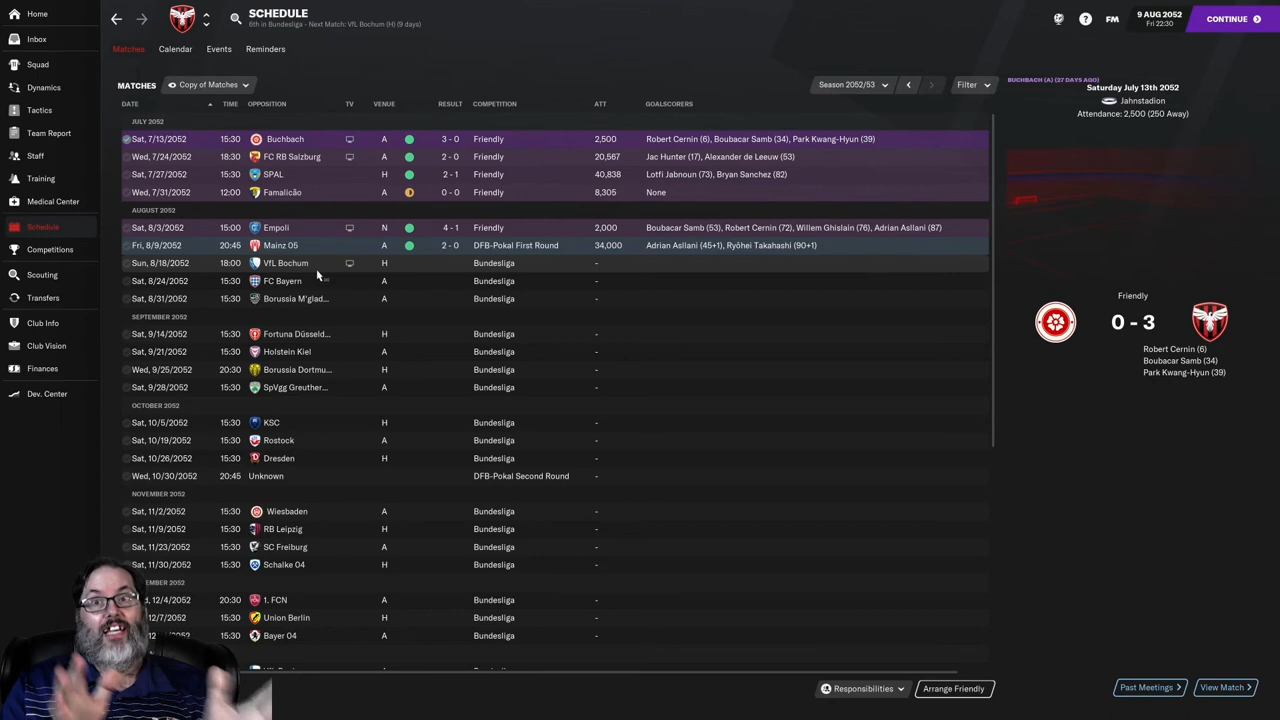 Home
Inbox
Squad
Dynamics
Tactics
Team Report
Staff
Training
Medical Center
Schedule
Competitions
Scouting
Transfers
Club Info
Club Vision
Finances
Dev. Center
SCHEDULE
6th in Bundesliga - Next Match: VfL Bochum (H) (9 days)
FM
9 AUG 2052
Fri 22:30
CONTINUE
Matches Calendar Events Reminders
MATCHES Copy of Matches Season 2052/53 Filter
DATE TIME OPPOSITION TV VENUE RESULT COMPETITION ATT GOALSCORERS
JULY 2052
Sat, 7/13/2052 15:30 Buchbach A 3 - 0 Friendly 2,500 Robert Cernin (6), Boubacar Samb (34), Park Kwang-Hyun (39)
Wed, 7/24/2052 18:30 FC RB Salzburg A 2 - 0 Friendly 20,567 Jac Hunter (17), Alexander de Leeuw (53)
Sat, 7/27/2052 15:30 SPAL H 2 - 1 Friendly 40,838 Lotfi Jabnoun (73), Bryan Sanchez (82)
Wed, 7/31/2052 12:00 Famalicão A 0 - 0 Friendly 8,305 None
AUGUST 2052
Sat, 8/3/2052 15:00 Empoli N 4 - 1 Friendly 2,000 Boubacar Samb (53), Robert Cernin (72), Willem Ghislain (76), Adrian Asllani (87)
Fri, 8/9/2052 20:45 Mainz 05 A 2 - 0 DFB-Pokal First Round 34,000 Adrian Asllani (45+1), Ryôhei Takahashi (90+1)
Sun, 8/18/2052 18:00 VfL Bochum H Bundesliga -
Sat, 8/24/2052 15:30 FC Bayern A Bundesliga -
Sat, 8/31/2052 15:30 Borussia M'glad... A Bundesliga -
SEPTEMBER 2052
Sat, 9/14/2052 15:30 Fortuna Düsseld... H Bundesliga -
Sat, 9/21/2052 15:30 Holstein Kiel A Bundesliga -
Wed, 9/25/2052 20:30 Borussia Dortmu... H Bundesliga -
Sat, 9/28/2052 15:30 SpVgg Greuther... A Bundesliga -
OCTOBER 2052
Sat, 10/5/2052 15:30 KSC H Bundesliga -
Sat, 10/19/2052 15:30 Rostock A Bundesliga -
Sat, 10/26/2052 15:30 Dresden H Bundesliga -
Wed, 10/30/2052 20:45 Unknown DFB-Pokal Second Round -
NOVEMBER 2052
Sat, 11/2/2052 15:30 Wiesbaden A Bundesliga -
Sat, 11/9/2052 15:30 RB Leipzig H Bundesliga -
Sat, 11/23/2052 15:30 SC Freiburg A Bundesliga -
Sat, 11/30/2052 15:30 Schalke 04 H Bundesliga -
EMBER 2052
12/4/2052 20:30 1. FCN A Bundesliga -
12/7/2052 15:30 Union Berlin H Bundesliga -
15:30 Bayer 04 A Bundesliga -
Responsibilities Arrange Friendly
BUCHBACH (A) (27 DAYS AGO)
Saturday July 13th 2052
Jahnstadion
Attendance: 2,500 (250 Away)
Friendly
0 - 3
Robert Cernin (6)
Boubacar Samb (34)
Park Kwang-Hyun (39)
Past Meetings View Match